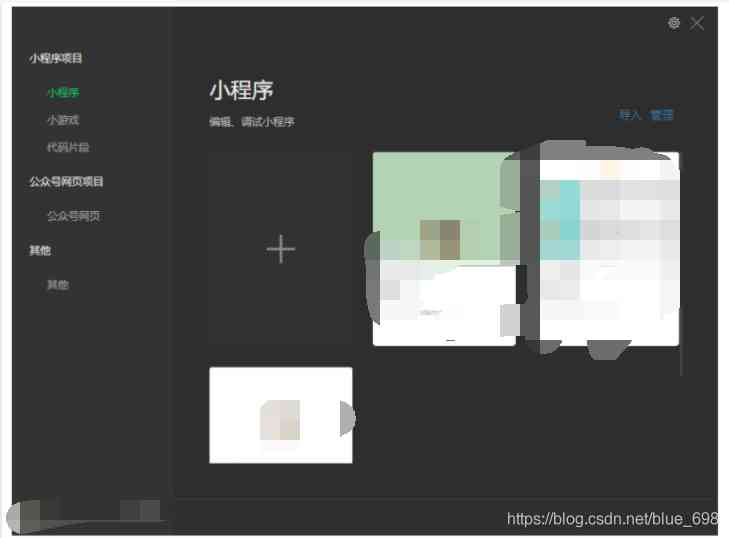 小程序项目
小程序
小游戏
代码片段
公众号网页项目
公众号网页
其他
其他
小程序
编辑、调试小程序
导入 管理
https://blog.csdn.net/blue_698